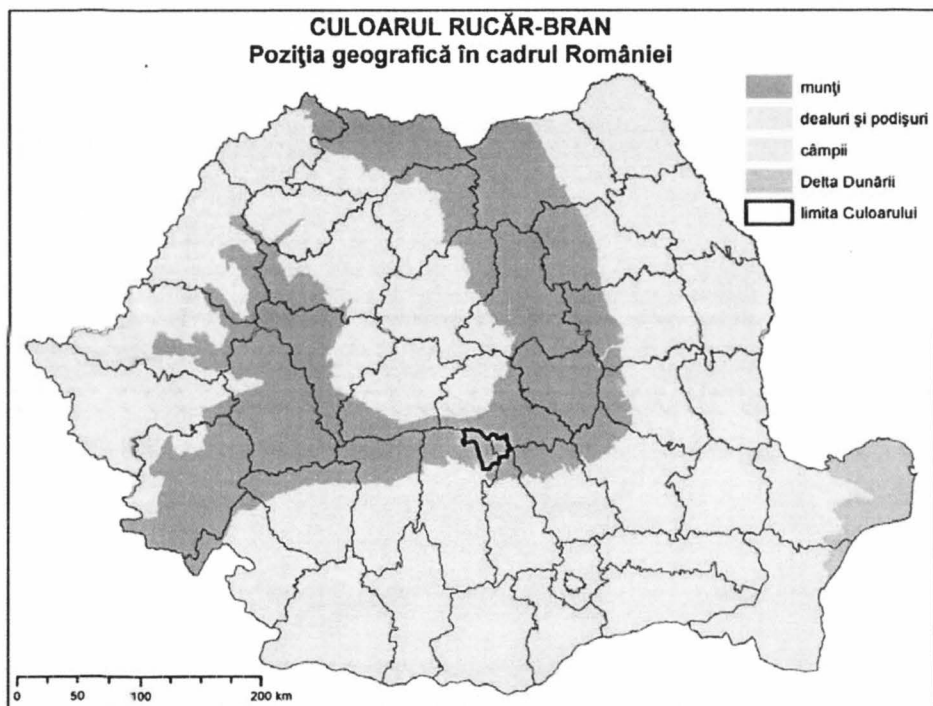 CULOARUL RUCĂR-BRAN
Poziţia geografică în cadrul României
munţi
dealuri şi podişuri
câmpii
Delta Dunării
limita Culoarului
0 50 100 200 km